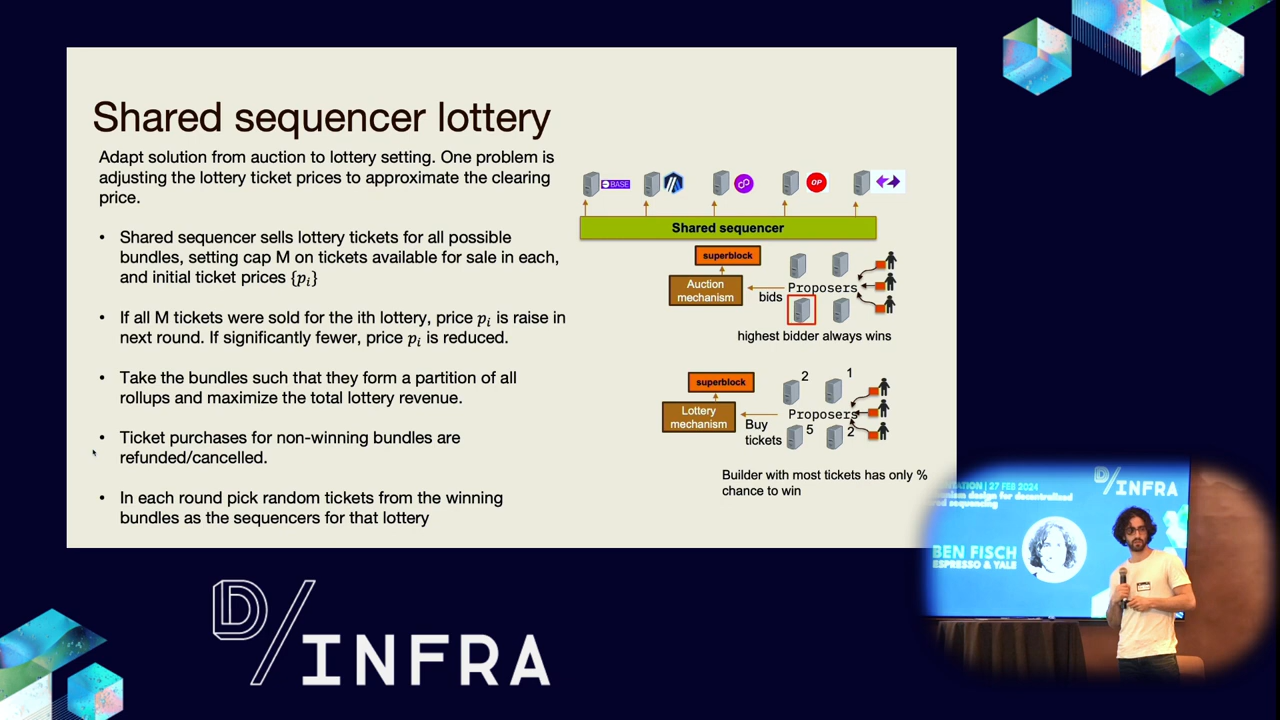 Shared sequencer lottery
Adapt solution from auction to lottery setting. One problem is
adjusting the lottery ticket prices to approximate the clearing
price.
• Shared sequencer sells lottery tickets for all possible
bundles, setting cap M on tickets available for sale in each,
and initial ticket prices {pᵢ}
• If all M tickets were sold for the ith lottery, price pᵢ is raise in
next round. If significantly fewer, price pᵢ is reduced.
• Take the bundles such that they form a partition of all
rollups and maximize the total lottery revenue.
• Ticket purchases for non-winning bundles are
refunded/cancelled.
• In each round pick random tickets from the winning
bundles as the sequencers for that lottery
BASE
OP
Shared sequencer
superblock
Auction
mechanism
bids
Proposers
highest bidder always wins
superblock
2
1
Lottery
mechanism
Proposers
Buy
tickets
5
2
Builder with most tickets has only %
chance to win
D/INFRA
27 FEB 2024
design for decentralized
sequencing
BEN FISCH
ESPRESSO & YALE
D/INFRA